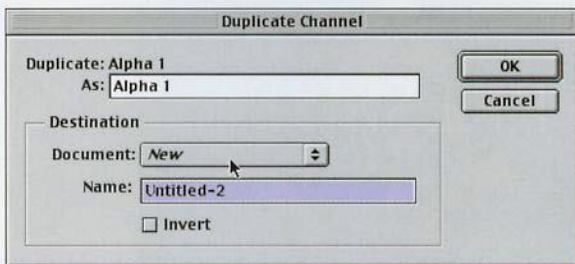 Duplicate Channel
Duplicate: Alpha 1
As: Alpha 1
OK
Cancel
Destination
Document: New
Name: Untitled-2
Invert